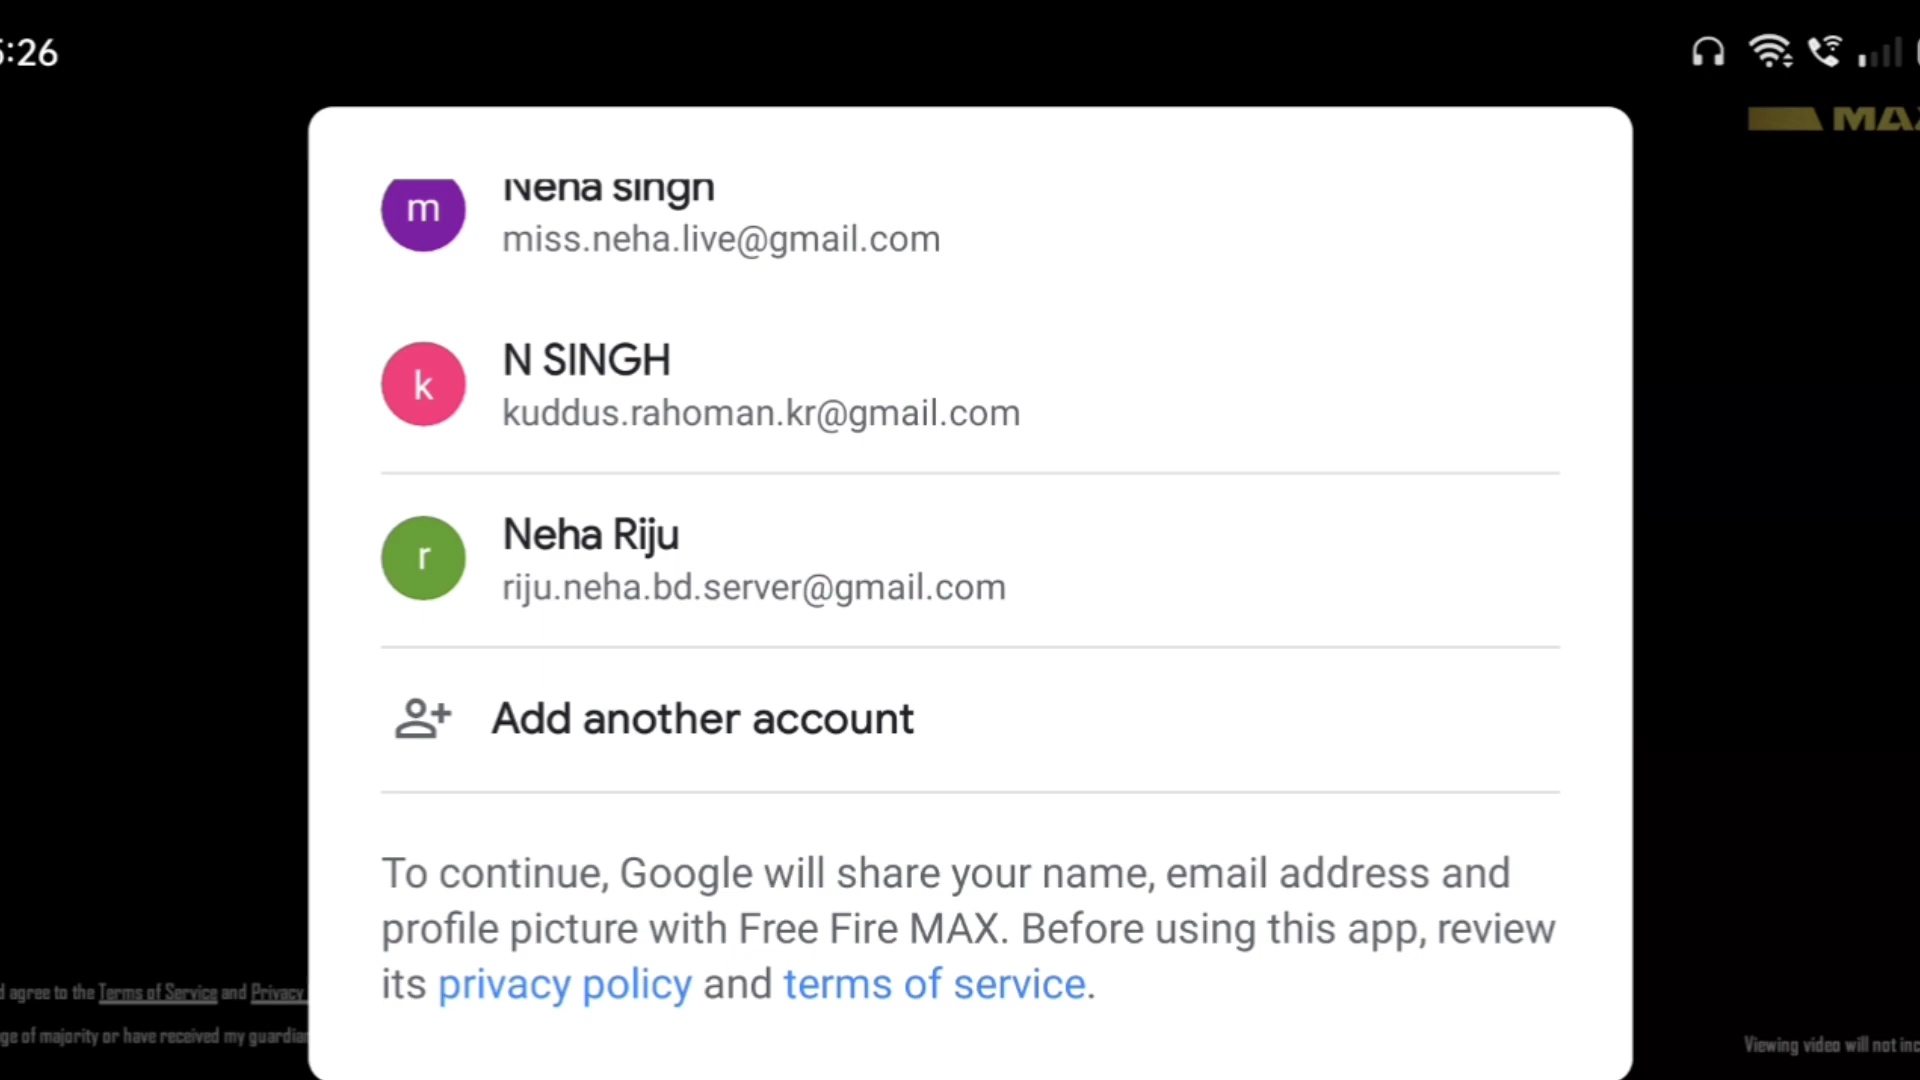 :26
MAX
Neha singh
m
miss.neha.live@gmail.com
N SINGH
k
kuddus.rahoman.kr@gmail.com
Neha Riju
r
riju.neha.bd.server@gmail.com
Add another account
To continue, Google will share your name, email address and
profile picture with Free Fire MAX. Before using this app, review
its privacy policy and terms of service.
agree to the Terms of Service and Privacy
ge of majority or have received my guardian
Viewing video will not inc